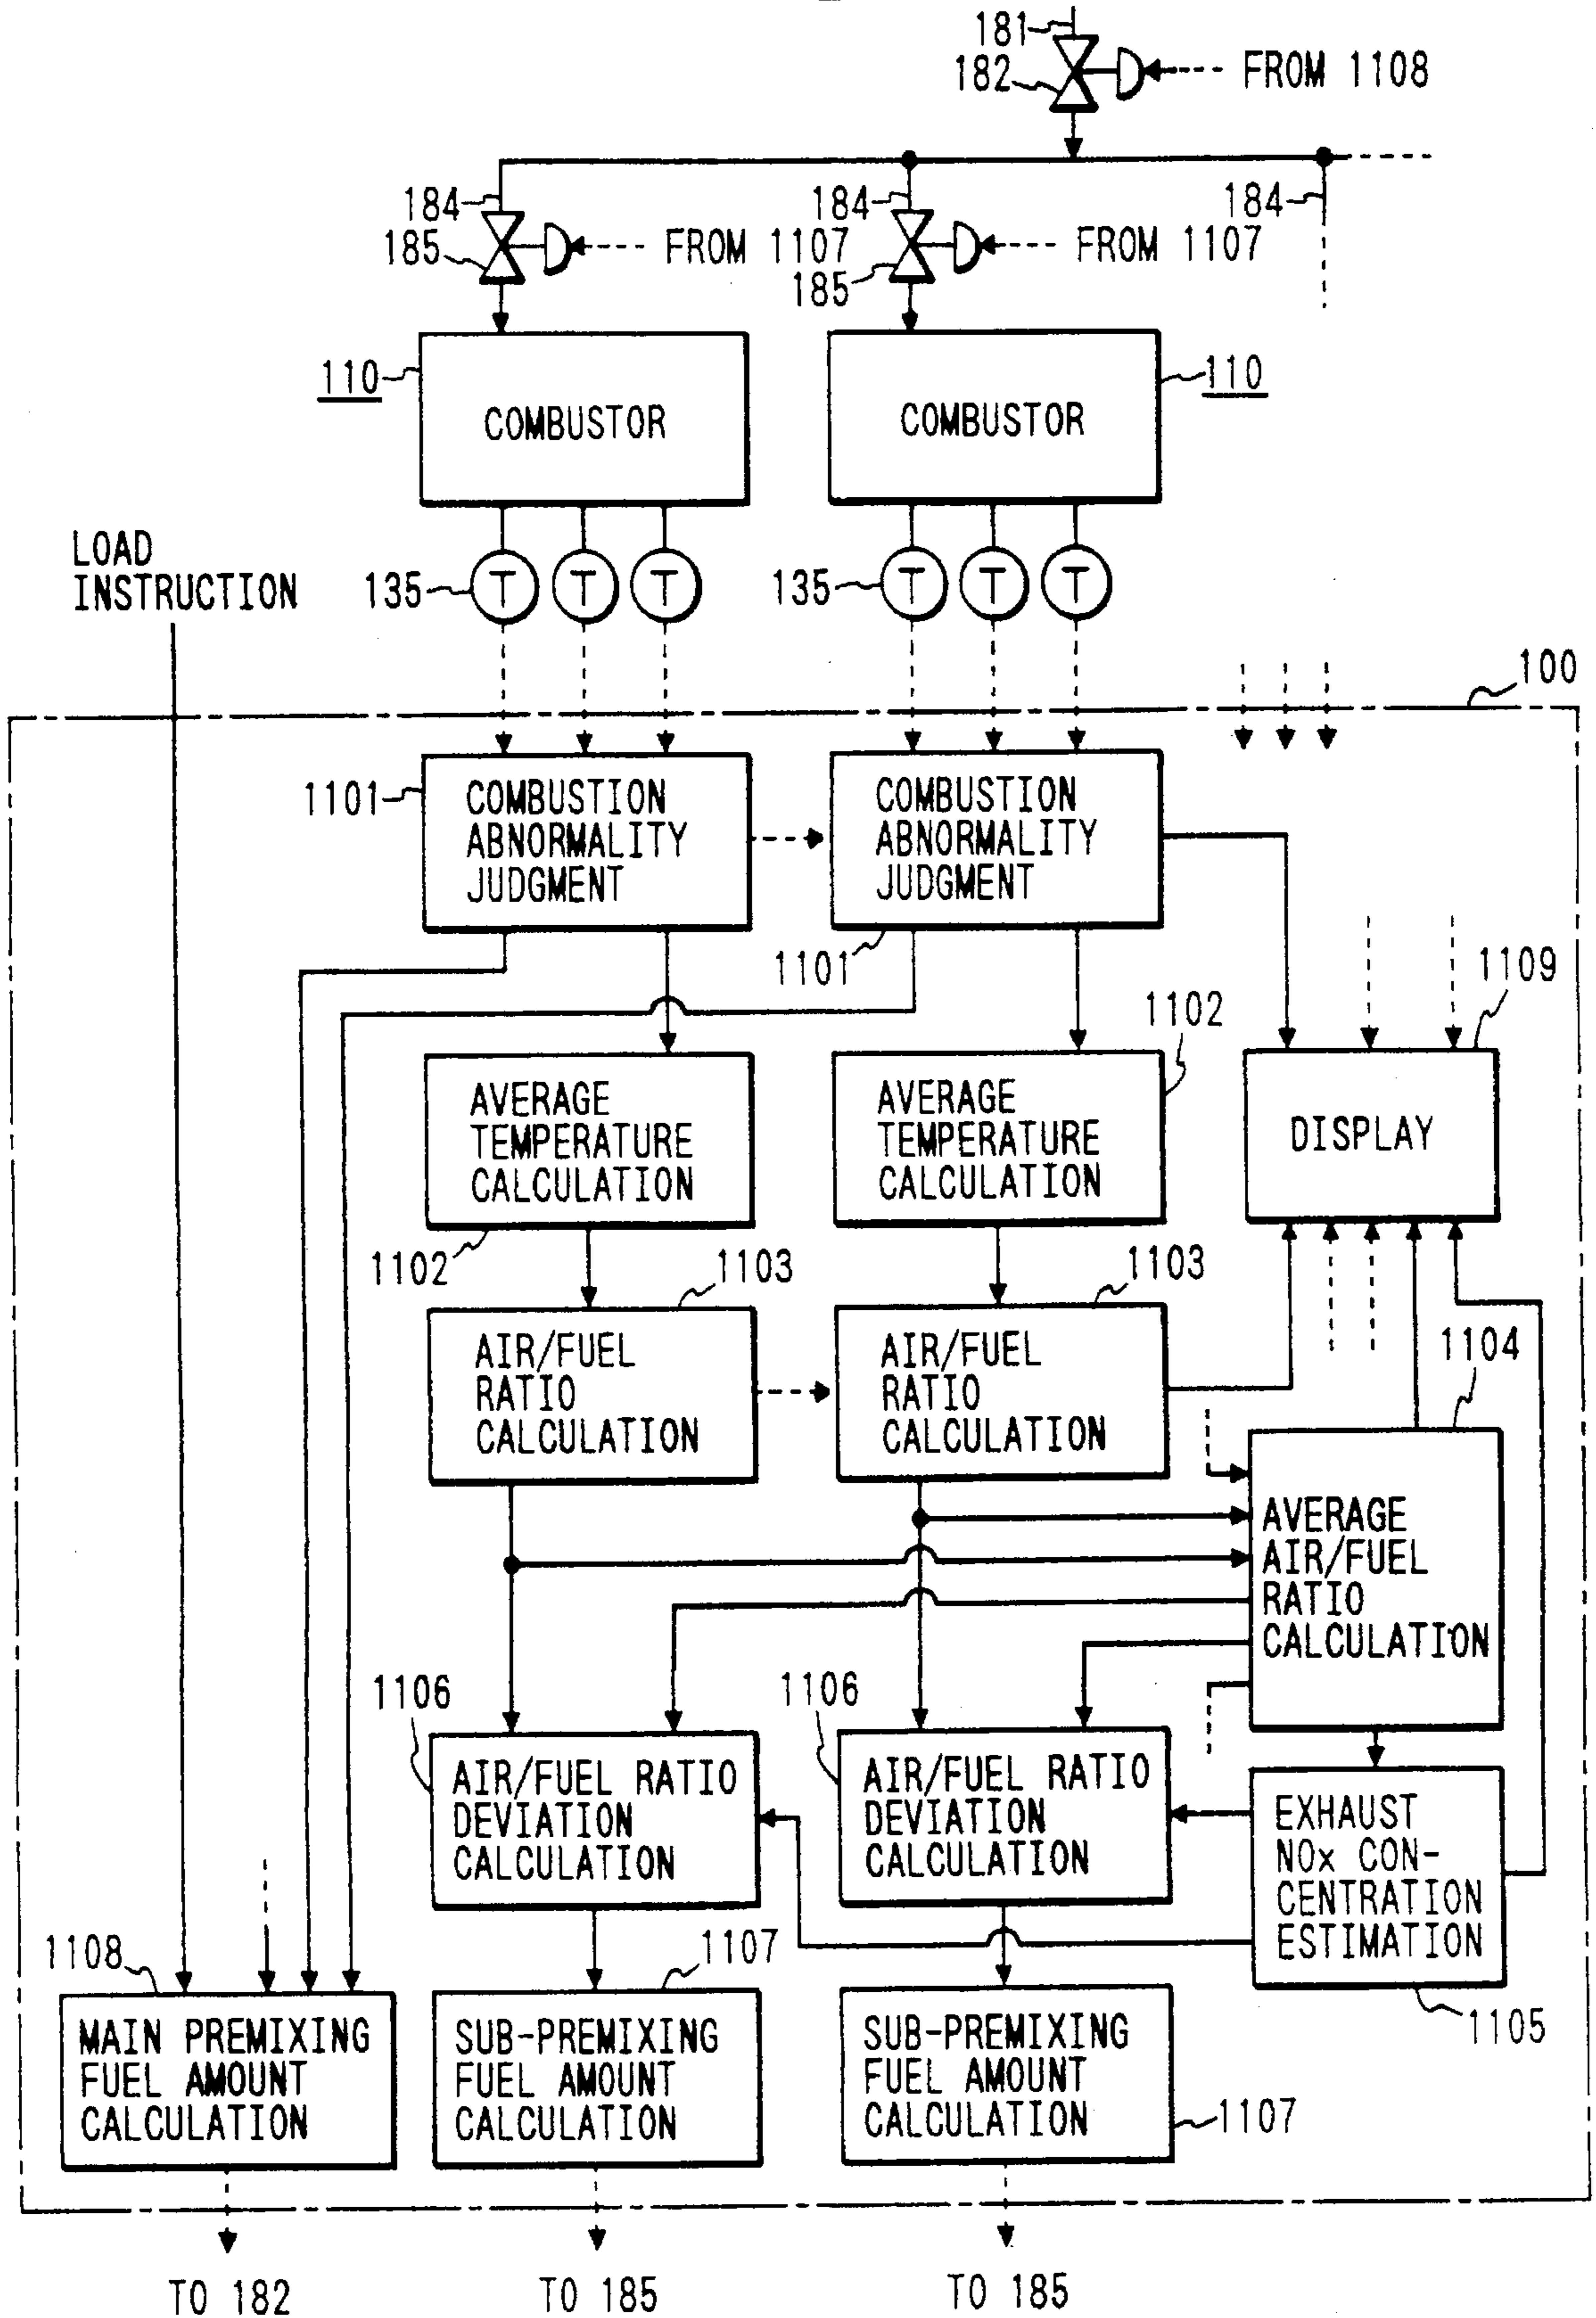 181
182
FROM 1108
184
185
FROM 1107
184
185
FROM 1107
184
110
COMBUSTOR
110
COMBUSTOR
LOAD
INSTRUCTION
135
T T T
135
T T T
100
1101
COMBUSTION
ABNORMALITY
JUDGMENT
COMBUSTION
ABNORMALITY
JUDGMENT
1101
1109
1102
AVERAGE
TEMPERATURE
CALCULATION
AVERAGE
TEMPERATURE
CALCULATION
DISPLAY
1102
1103
1103
AIR/FUEL
RATIO
CALCULATION
AIR/FUEL
RATIO
CALCULATION
1104
AVERAGE
AIR/FUEL
RATIO
CALCULATION
1106
1106
AIR/FUEL RATIO
DEVIATION
CALCULATION
AIR/FUEL RATIO
DEVIATION
CALCULATION
EXHAUST
NOx CON-
CENTRATION
ESTIMATION
1105
1108
1107
MAIN PREMIXING
FUEL AMOUNT
CALCULATION
SUB-PREMIXING
FUEL AMOUNT
CALCULATION
SUB-PREMIXING
FUEL AMOUNT
CALCULATION
1107
TO 182
TO 185
TO 185